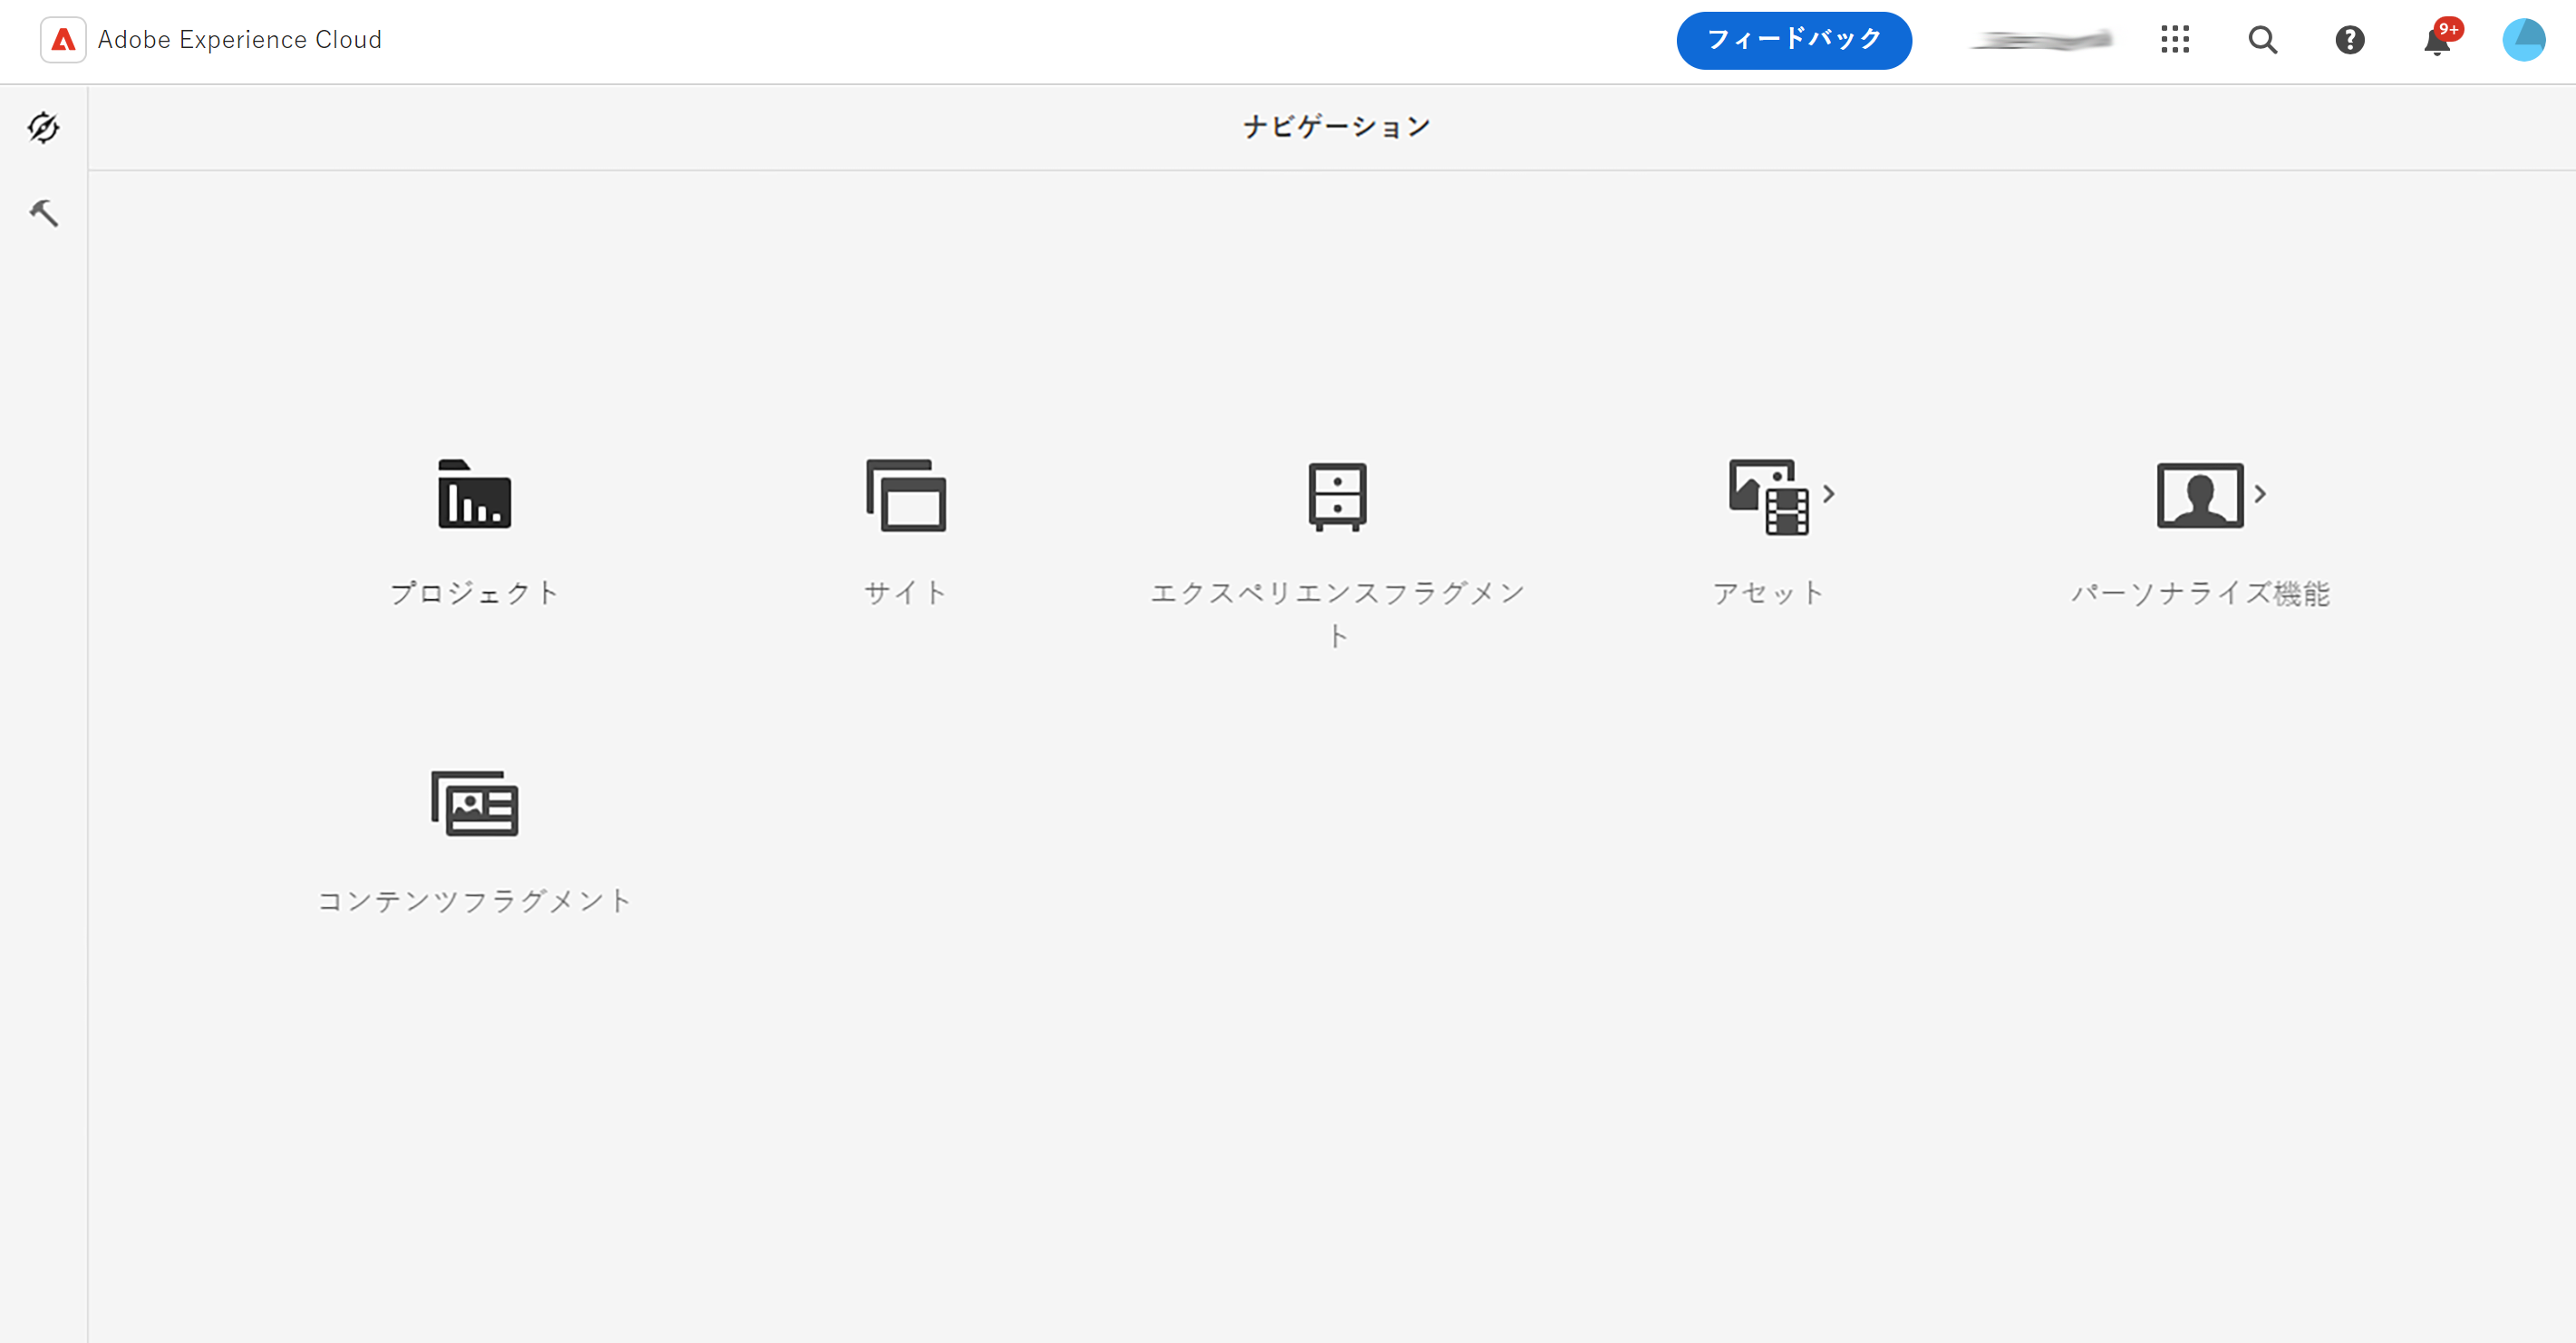 Adobe Experience Cloud
フィードバック
9+
ナビゲーション
プロジェクト
サイト
エクスペリエンスフラグメン
ト
アセット
パーソナライズ機能
コンテンツフラグメント